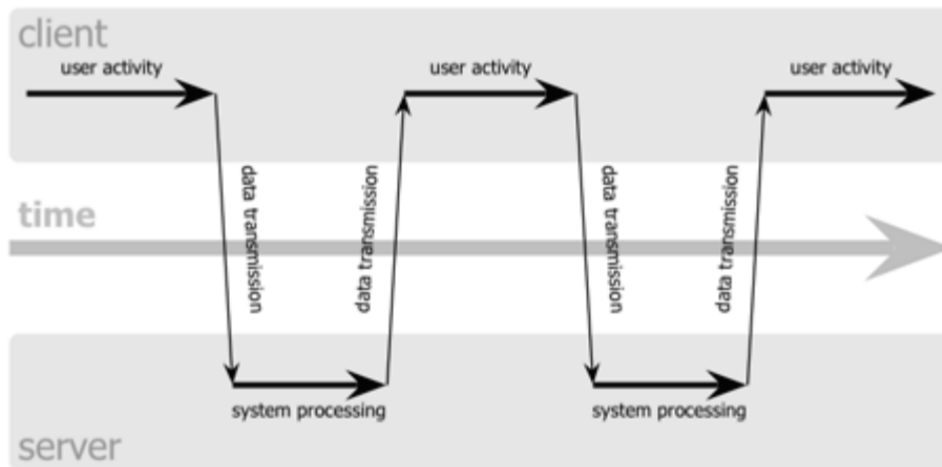 client
user activity
user activity
user activity
data transmission
data transmission
data transmission
data transmission
time
system processing
system processing
server